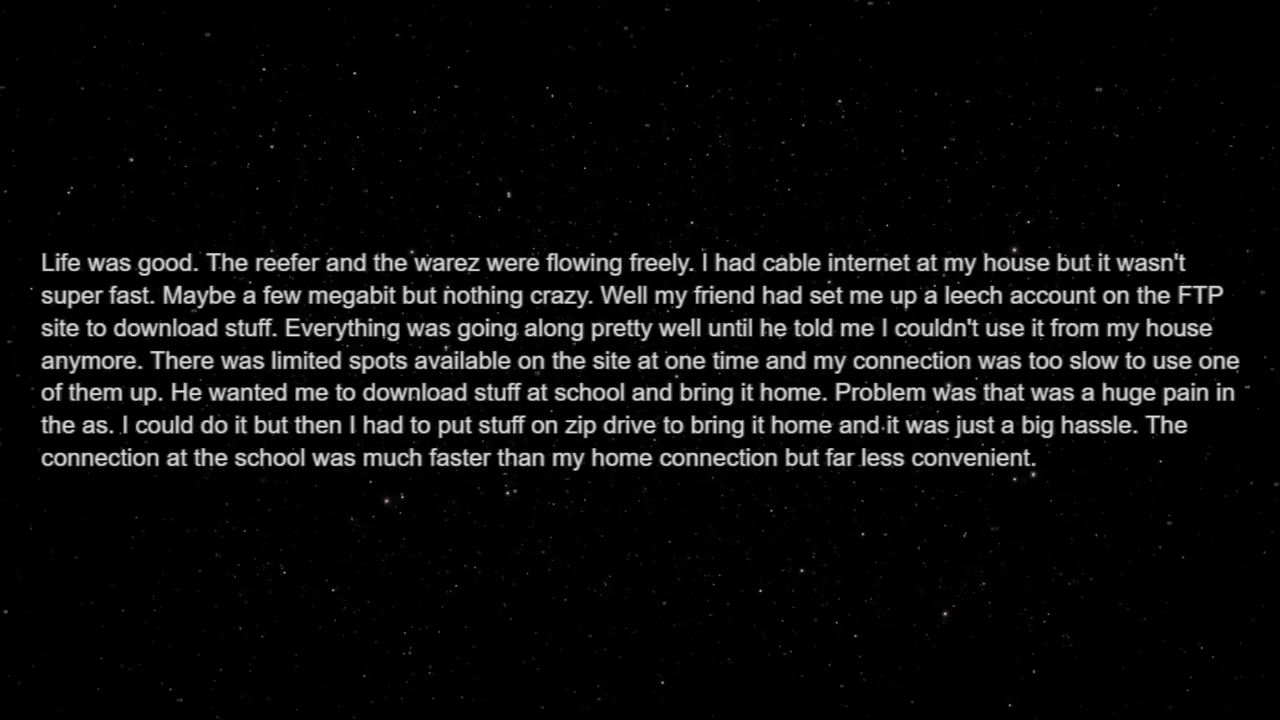 Life was good. The reefer and the warez were flowing freely. I had cable internet at my house but it wasn't
super fast. Maybe a few megabit but nothing crazy. Well my friend had set me up a leech account on the FTP
site to download stuff. Everything was going along pretty well until he told me I couldn't use it from my house
anymore. There was limited spots available on the site at one time and my connection was too slow to use one
of them up. He wanted me to download stuff at school and bring it home. Problem was that was a huge pain in
the as. I could do it but then I had to put stuff on zip drive to bring it home and it was just a big hassle. The
connection at the school was much faster than my home connection but far less convenient.